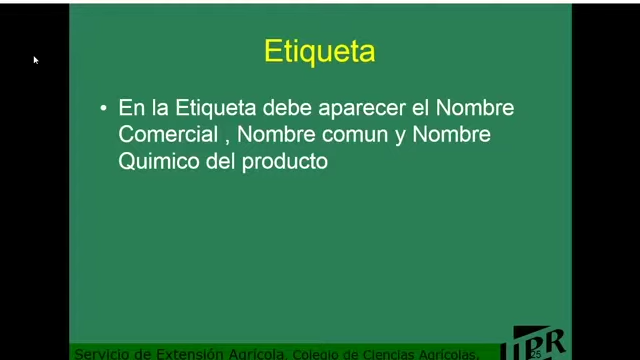 Etiqueta
• En la Etiqueta debe aparecer el Nombre
Comercial , Nombre comun y Nombre
Quimico del producto
UPR
25
Servicio de Extensión Agrícola, Colegio de Ciencias Agrícolas,